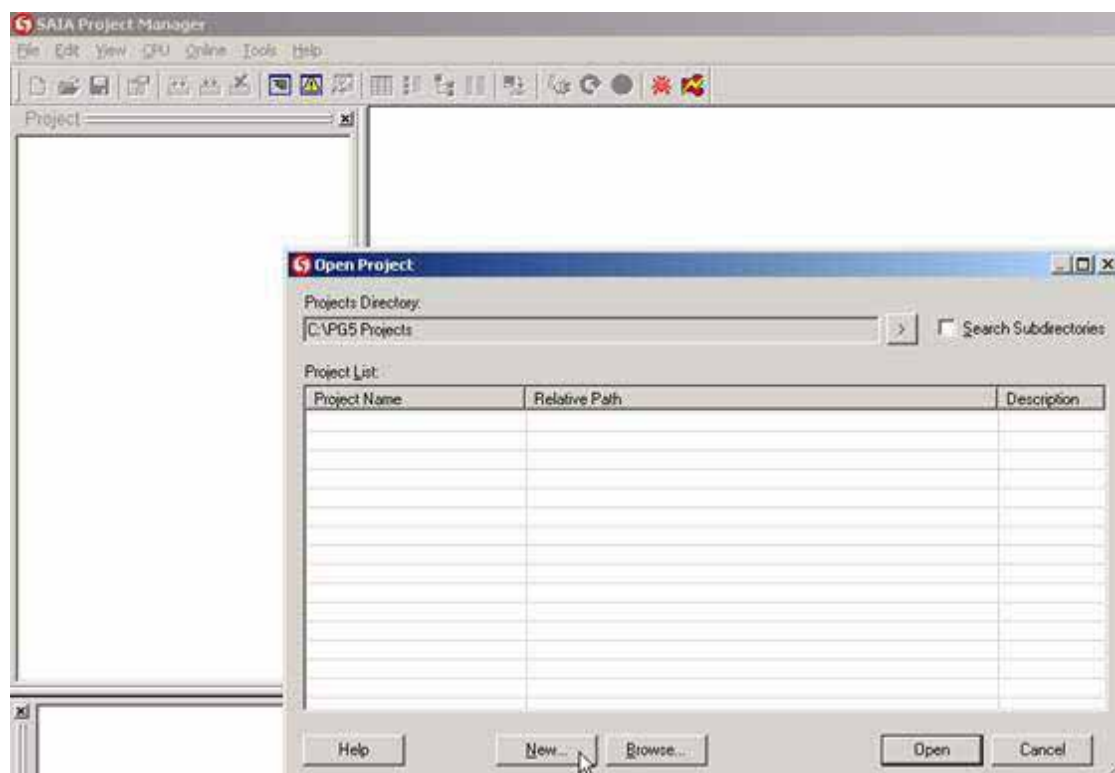 SAIA Project Manager
File Edit View CPU Online Tools Help
Project
Open Project
Projects Directory:
C:\PG5 Projects
> Search Subdirectories
Project List:
Project Name Relative Path Description
Help New... Browse... Open Cancel